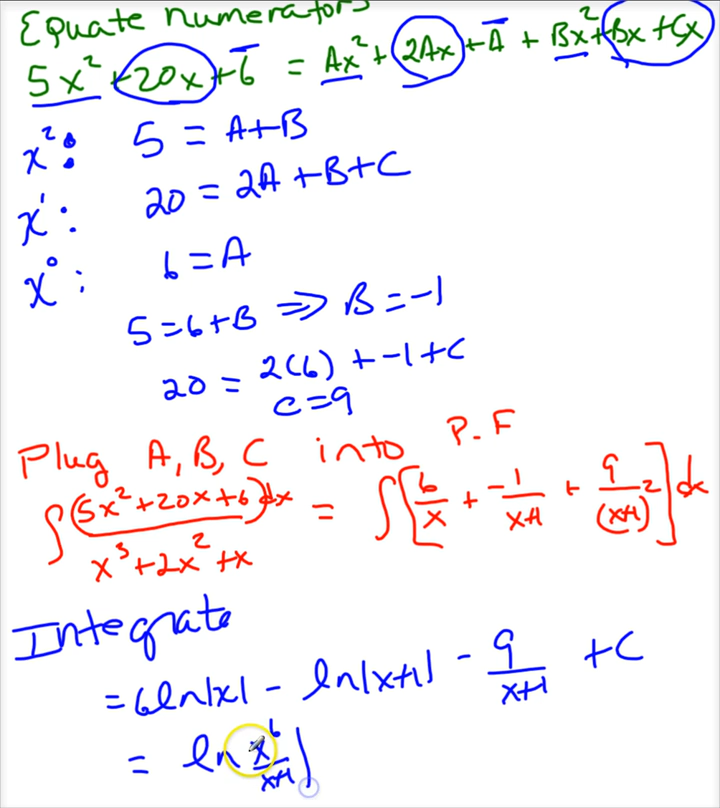 Equate numerators
5x² + 20x + 6 = Ax² + 2Ax + A + Bx² + Bx + Cx
x²: 5 = A+B
x¹: 20 = 2A + B + C
x⁰: 6 = A
5 = 6+B ⇒ B = -1
20 = 2(6) + -1 + C
C = 9
Plug A, B, C into P.F
∫ (5x²+20x+6)dx / x³+2x²+x = ∫[6/x + -1/x+1 + 9/(x+1)²] dx
Integrate
= 6ln|x| - ln|x+1| - 9/x+1 + C
= ln x⁶/x+1|